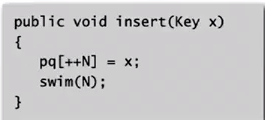 public void insert(Key x)
{
    pq[++N] = x;
    swim(N);
}